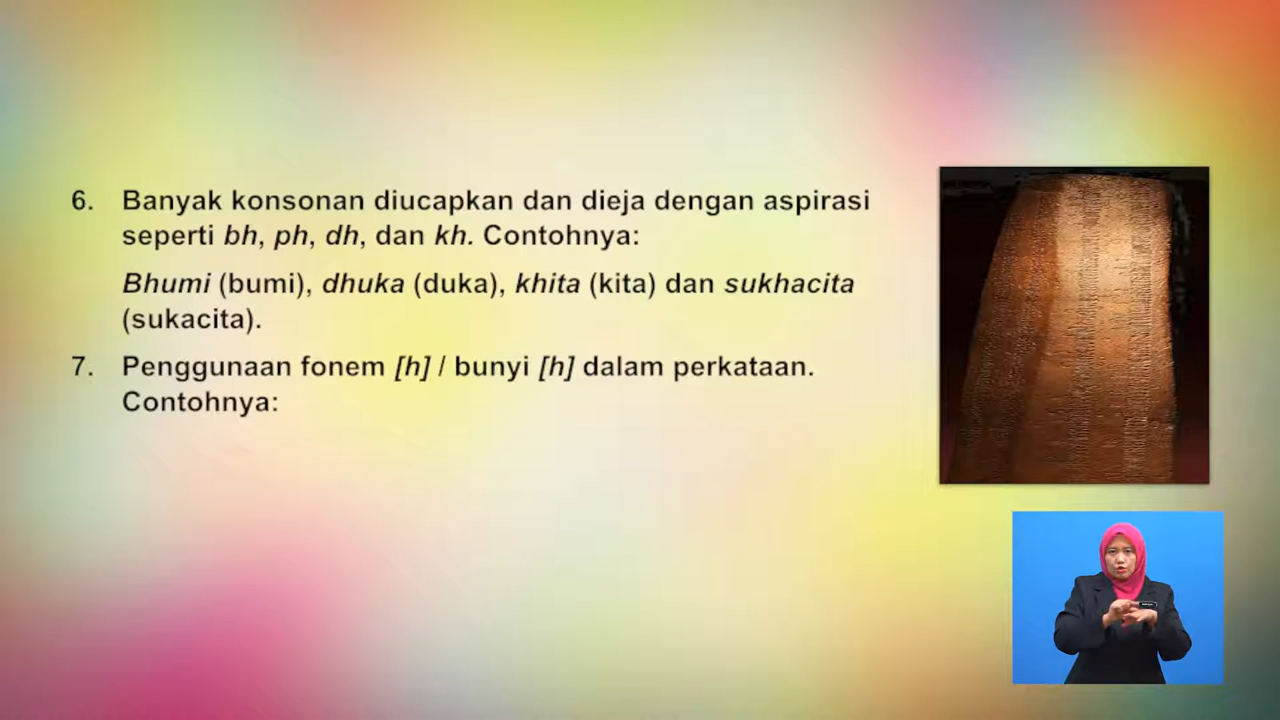 6. Banyak konsonan diucapkan dan dieja dengan aspirasi
seperti bh, ph, dh, dan kh. Contohnya:
Bhumi (bumi), dhuka (duka), khita (kita) dan sukhacita
(sukacita).
7. Penggunaan fonem [h] / bunyi [h] dalam perkataan.
Contohnya: